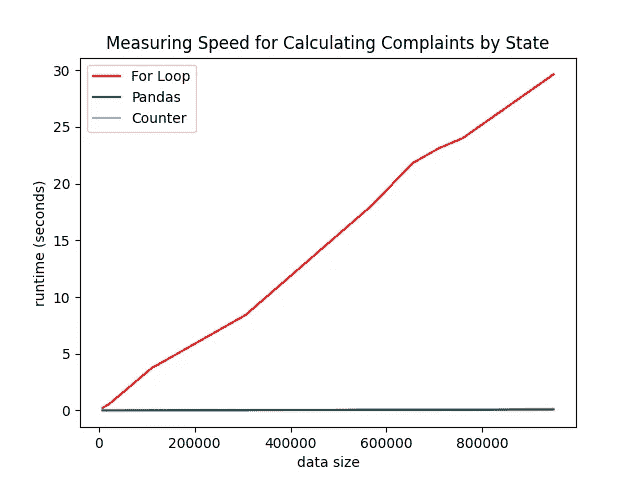 Measuring Speed for Calculating Complaints by State
For Loop
Pandas
Counter
30
25
20
15
10
5
0
runtime (seconds)
0 200000 400000 600000 800000
data size